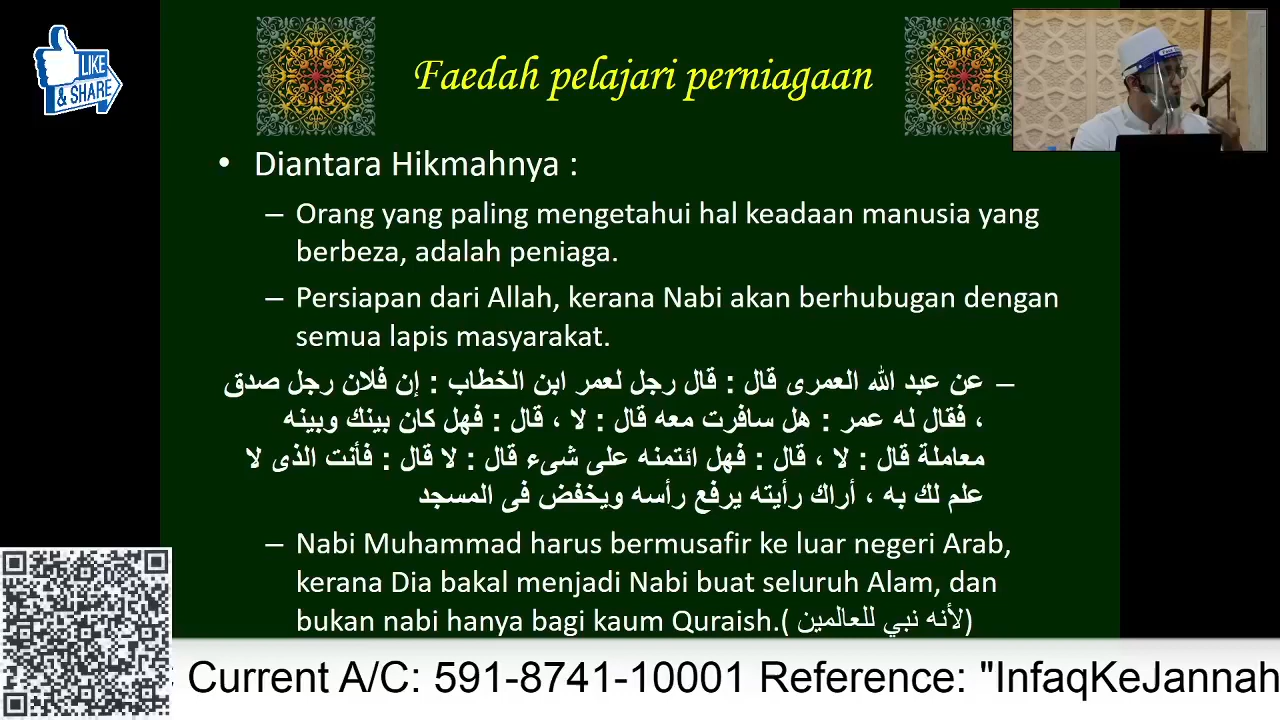 LIKE
& SHARE
Faedah pelajari perniagaan
• Diantara Hikmahnya :
– Orang yang paling mengetahui hal keadaan manusia yang
berbeza, adalah peniaga.
– Persiapan dari Allah, kerana Nabi akan berhubugan dengan
semua lapis masyarakat.
– عن عبد الله العمرى قال : قال رجل لعمر ابن الخطاب : إن فلان رجل صدق
، فقال له عمر : هل سافرت معه قال : لا ، قال : فهل كان بينك وبينه
معاملة قال : لا ، قال : فهل ائتمنه على شىء قال : لا قال : فأنت الذى لا
علم لك به ، أراك رأيته يرفع رأسه ويخفض فى المسجد
– Nabi Muhammad harus bermusafir ke luar negeri Arab,
kerana Dia bakal menjadi Nabi buat seluruh Alam, dan
bukan nabi hanya bagi kaum Quraish.( لأنه نبي للعالمين)
Current A/C: 591-8741-10001 Reference: "InfaqKeJannah